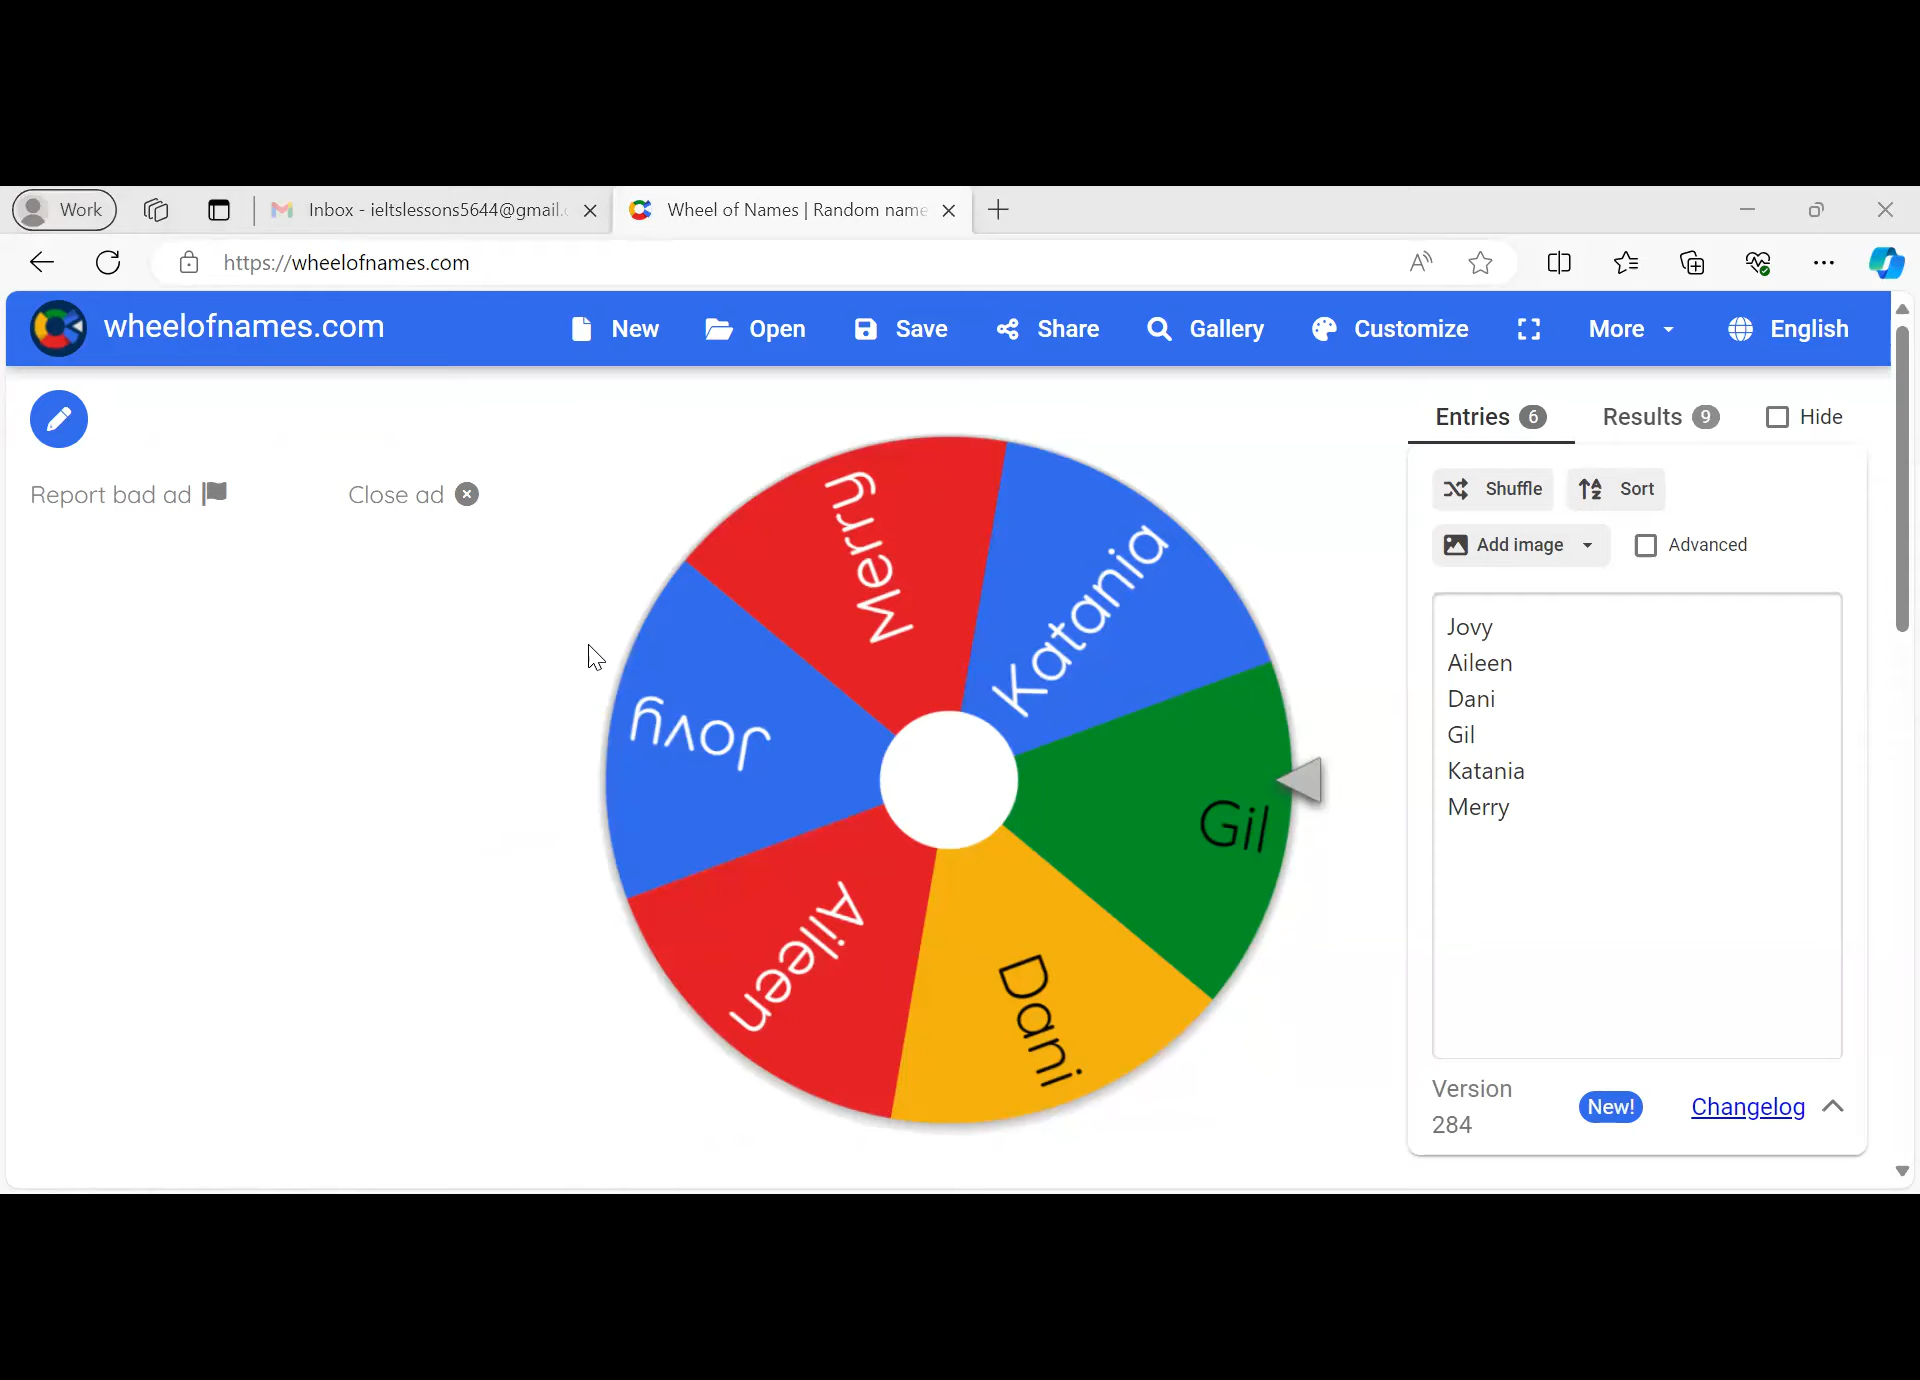 Work
Inbox - ieltslessons5644@gmail.
Wheel of Names | Random name
https://wheelofnames.com
wheelofnames.com
New
Open
Save
Share
Gallery
Customize
More
English
Entries 6
Results 9
Hide
Report bad ad
Close ad
Shuffle
Sort
Add image
Advanced
Merry
Katania
Jovy
Gil
Aileen
Dani
Jovy
Aileen
Dani
Gil
Katania
Merry
Version
284
New!
Changelog